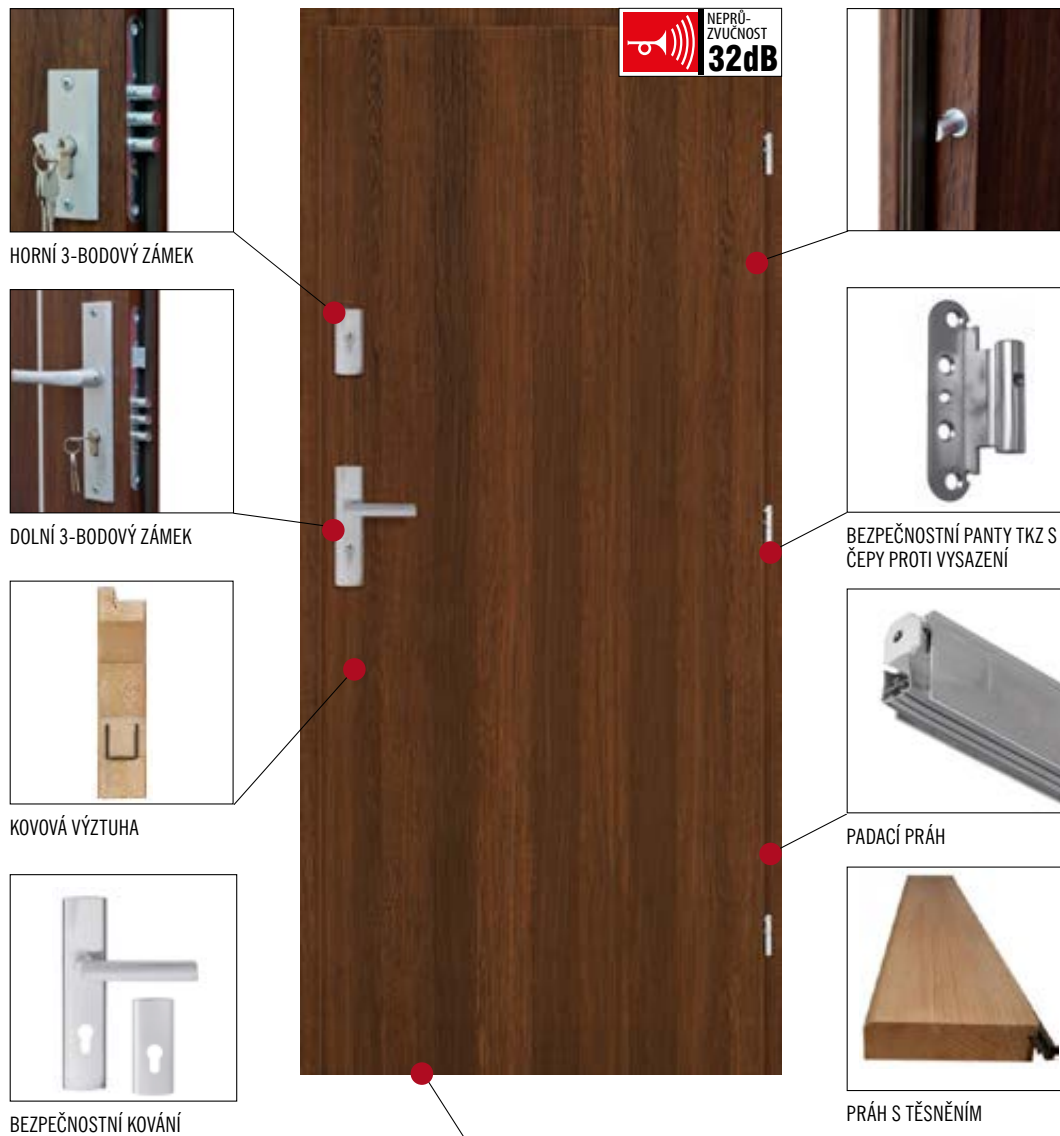 NEPRŮ-
ZVUČNOST
32dB
HORNÍ 3-BODOVÝ ZÁMEK
DOLNÍ 3-BODOVÝ ZÁMEK
BEZPEČNOSTNÍ PANTY TKZ S
ČEPY PROTI VYSAZENÍ
KOVOVÁ VÝZTUHA
PADACÍ PRÁH
BEZPEČNOSTNÍ KOVÁNÍ
PRÁH S TĚSNĚNÍM